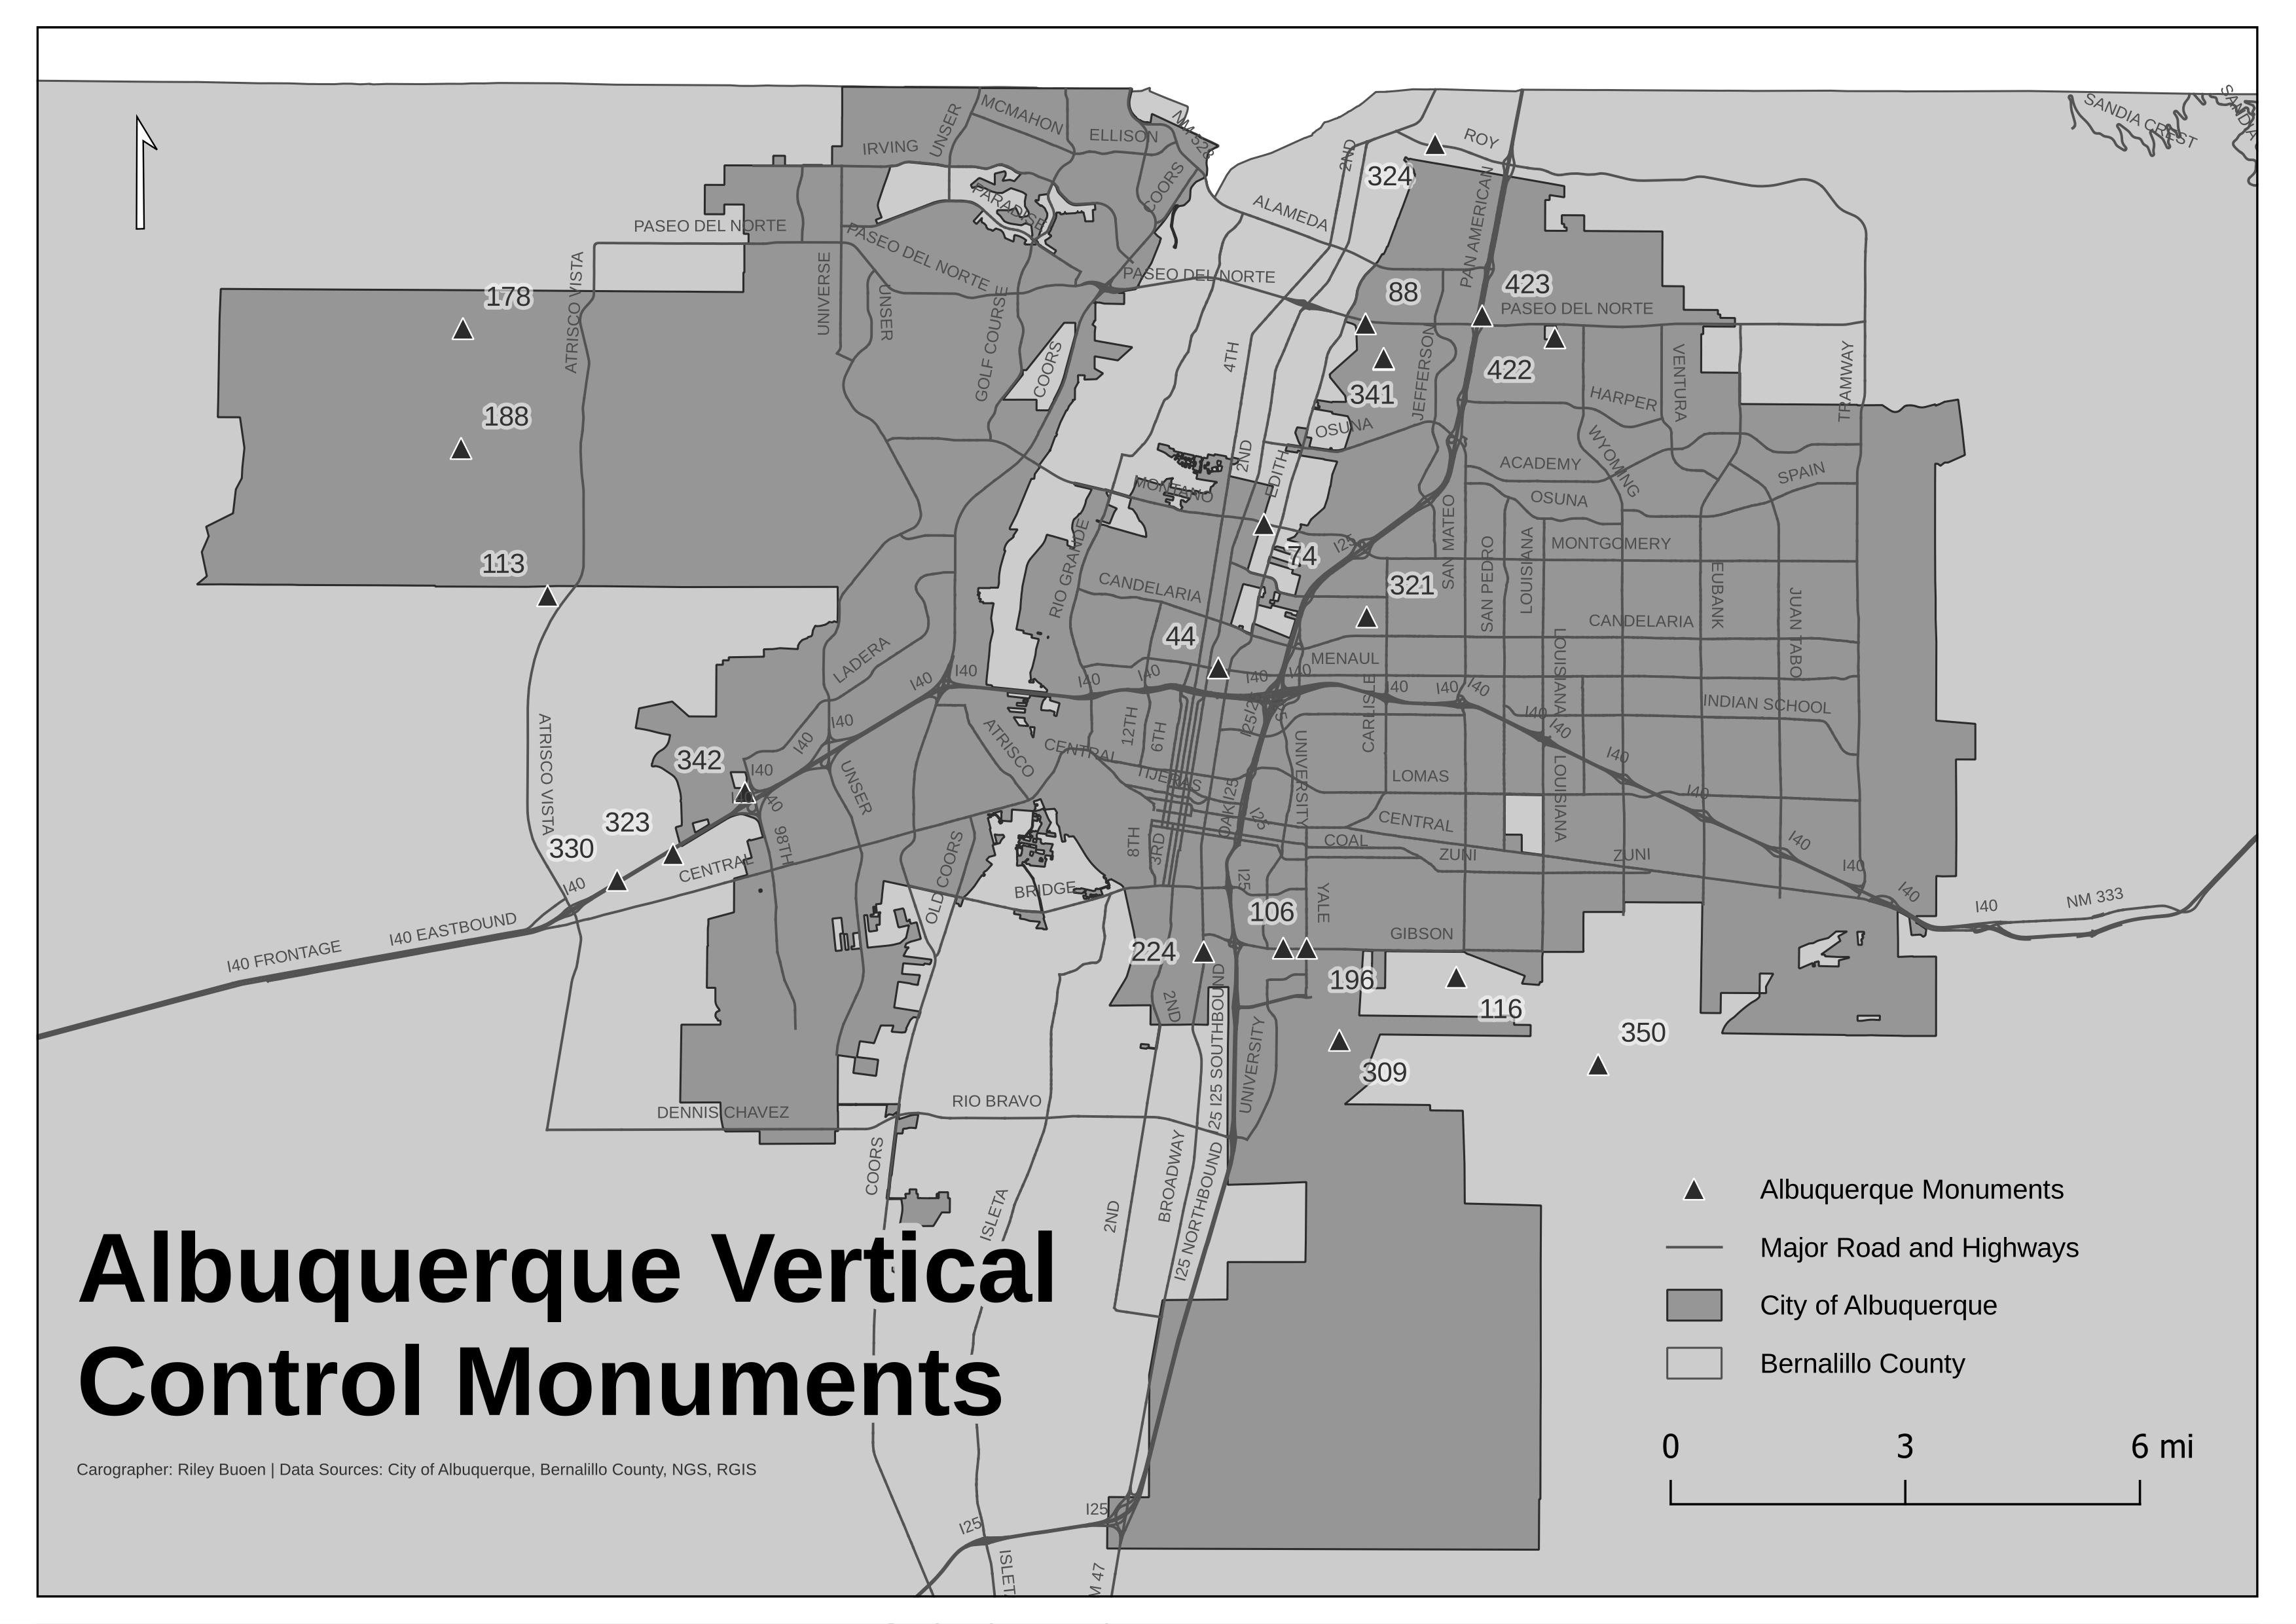 SANDIA CREST
SANDIA
MCMAHON
UNSER
ELLISON
NM 528
IRVING
ROY
2ND
324
COORS
PARADISE
PAN AMERICAN
ALAMEDA
PASEO DEL NORTE
PASEO DEL NORTE
PASEO DEL NORTE
ATRISCO VISTA
UNIVERSE
UNSER
178
88
423
PASEO DEL NORTE
GOLF COURSE
COORS
4TH
JEFFERSON
422
VENTURA
TRAMWAY
341
HARPER
188
OSUNA
2ND
EDITH
WYOMING
ACADEMY
SPAIN
MONTANO
OSUNA
SAN MATEO
RIO GRANDE
I25
74
MONTGOMERY
113
SAN PEDRO
LOUISIANA
CANDELARIA
321
EUBANK
JUAN TABO
CANDELARIA
44
LADERA
MENAUL
LOUISIANA
I40
I40
I40
I40
I40
I40
I40
I40
I40
INDIAN SCHOOL
I40
I40
I40
ATRISCO VISTA
12TH
6TH
I25
CARLISLE
ATRISCO
CENTRAL
UNIVERSITY
I40
I40
342
I40
UNSER
TIJERAS
LOMAS
LOUISIANA
I40
323
OAK
I25
I25
CENTRAL
98TH
330
COORS
8TH
3RD
COAL
ZUNI
ZUNI
I40
I40
CENTRAL
I40
I40
BRIDGE
OLD
I25
YALE
I40
NM 333
I40 EASTBOUND
I40 FRONTAGE
106
GIBSON
224
196
116
2ND
I25 SOUTHBOUND
25
350
UNIVERSITY
309
DENNIS CHAVEZ
RIO BRAVO
COORS
BROADWAY
I25 NORTHBOUND
ISLETA
2ND
Albuquerque Monuments
Major Road and Highways
City of Albuquerque
Bernalillo County
Albuquerque Vertical
Control Monuments
0 3 6 mi
Carographer: Riley Buoen | Data Sources: City of Albuquerque, Bernalillo County, NGS, RGIS
I25
I25
ISLET
M 47